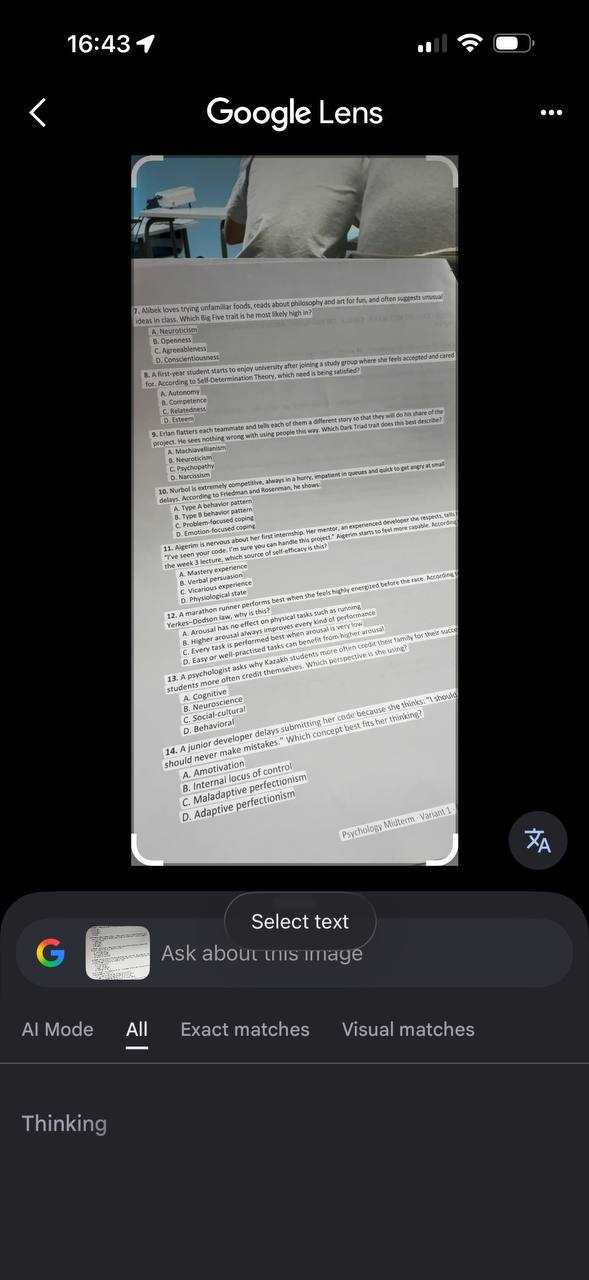 16:43
Google Lens
7. Alibek loves trying unfamiliar foods, reads about philosophy and art for fun, and often suggests unusual
ideas in class. Which Big Five trait is he most likely high in?
A. Neuroticism
B. Openness
C. Agreeableness
D. Conscientiousness
8. A first-year student starts to enjoy university after joining a study group where she feels accepted and cared
for. According to Self-Determination Theory, which need is being satisfied?
A. Autonomy
B. Competence
C. Relatedness
D. Esteem
9. Erlan flatters each teammate and tells each of them a different story so that they will do his share of the
project. He sees nothing wrong with using people this way. Which Dark Triad trait does this best describe?
A. Machiavellianism
B. Neuroticism
C. Psychopathy
D. Narcissism
10. Nurbol is extremely competitive, always in a hurry, impatient in queues and quick to get angry at small
delays. According to Friedman and Rosenman, he shows:
A. Type A behavior pattern
B. Type B behavior pattern
C. Problem-focused coping
D. Emotion-focused coping
11. Aigerim is nervous about her first internship. Her mentor, an experienced developer she respects, tells
"I've seen your code. I'm sure you can handle this project." Aigerim starts to feel more capable. According
the week 3 lecture, which source of self-efficacy is this?
A. Mastery experience
B. Verbal persuasion
C. Vicarious experience
D. Physiological state
12. A marathon runner performs best when she feels highly energized before the race. According
Yerkes–Dodson law, why is this?
A. Arousal has no effect on physical tasks such as running
B. Higher arousal always improves every kind of performance
C. Every task is performed best when arousal is very low
D. Easy or well-practised tasks can benefit from higher arousal
13. A psychologist asks why Kazakh students more often credit their family for their succe
students more often credit themselves. Which perspective is she using?
A. Cognitive
B. Neuroscience
C. Social-cultural
D. Behavioral
14. A junior developer delays submitting her code because she thinks: "I should
should never make mistakes." Which concept best fits her thinking?
A. Amotivation
B. Internal locus of control
C. Maladaptive perfectionism
D. Adaptive perfectionism
Psychology Midterm · Variant 1
Select text
Ask about this image
AI Mode All Exact matches Visual matches
Thinking